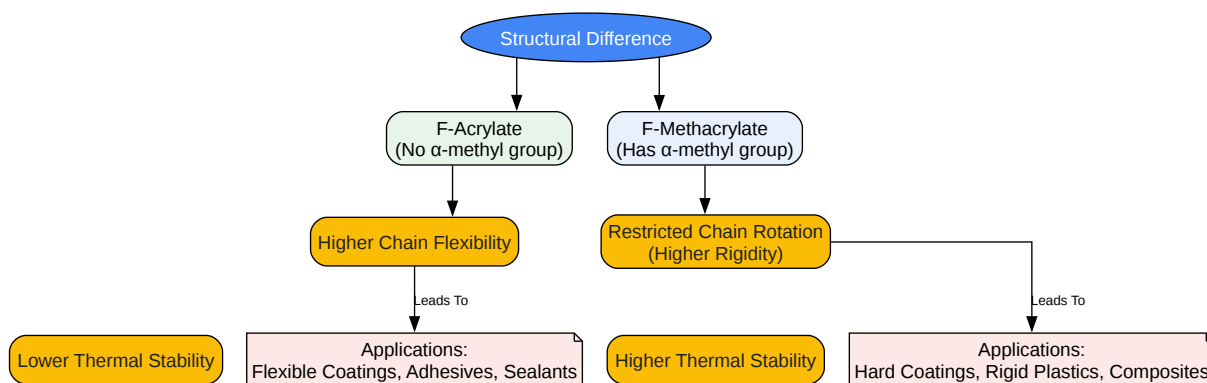 Structural Difference
F-Acrylate
(No α-methyl group)
F-Methacrylate
(Has α-methyl group)
Higher Chain Flexibility
Restricted Chain Rotation
(Higher Rigidity)
Leads To
Leads To
Lower Thermal Stability
Applications:
Flexible Coatings, Adhesives, Sealants
Higher Thermal Stability
Applications:
Hard Coatings, Rigid Plastics, Composites